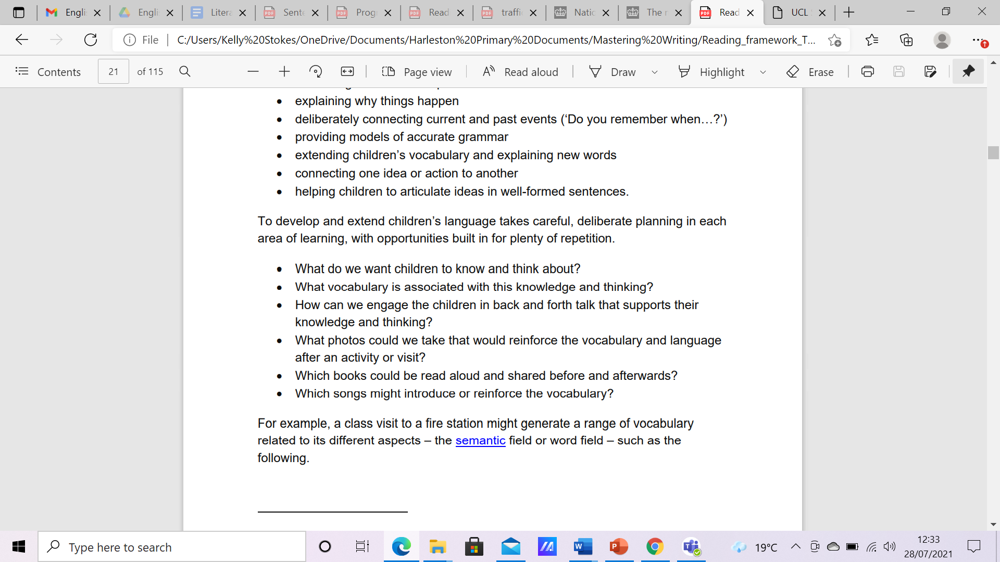 Engli
Engli
Litera
Sente
Progr
Read
traffi
Natic
The r
Read
UCL
File
C:/Users/Kelly%20Stokes/OneDrive/Documents/Harleston%20Primary%20Documents/Mastering%20Writing/Reading_framework_T...
Contents
21
of 115
Page view
Read aloud
Draw
Highlight
Erase
• explaining why things happen
• deliberately connecting current and past events (‘Do you remember when…?’)
• providing models of accurate grammar
• extending children’s vocabulary and explaining new words
• connecting one idea or action to another
• helping children to articulate ideas in well-formed sentences.
To develop and extend children’s language takes careful, deliberate planning in each
area of learning, with opportunities built in for plenty of repetition.
• What do we want children to know and think about?
• What vocabulary is associated with this knowledge and thinking?
• How can we engage the children in back and forth talk that supports their
knowledge and thinking?
• What photos could we take that would reinforce the vocabulary and language
after an activity or visit?
• Which books could be read aloud and shared before and afterwards?
• Which songs might introduce or reinforce the vocabulary?
For example, a class visit to a fire station might generate a range of vocabulary
related to its different aspects – the semantic field or word field – such as the
following.
Type here to search
19°C
12:33
28/07/2021